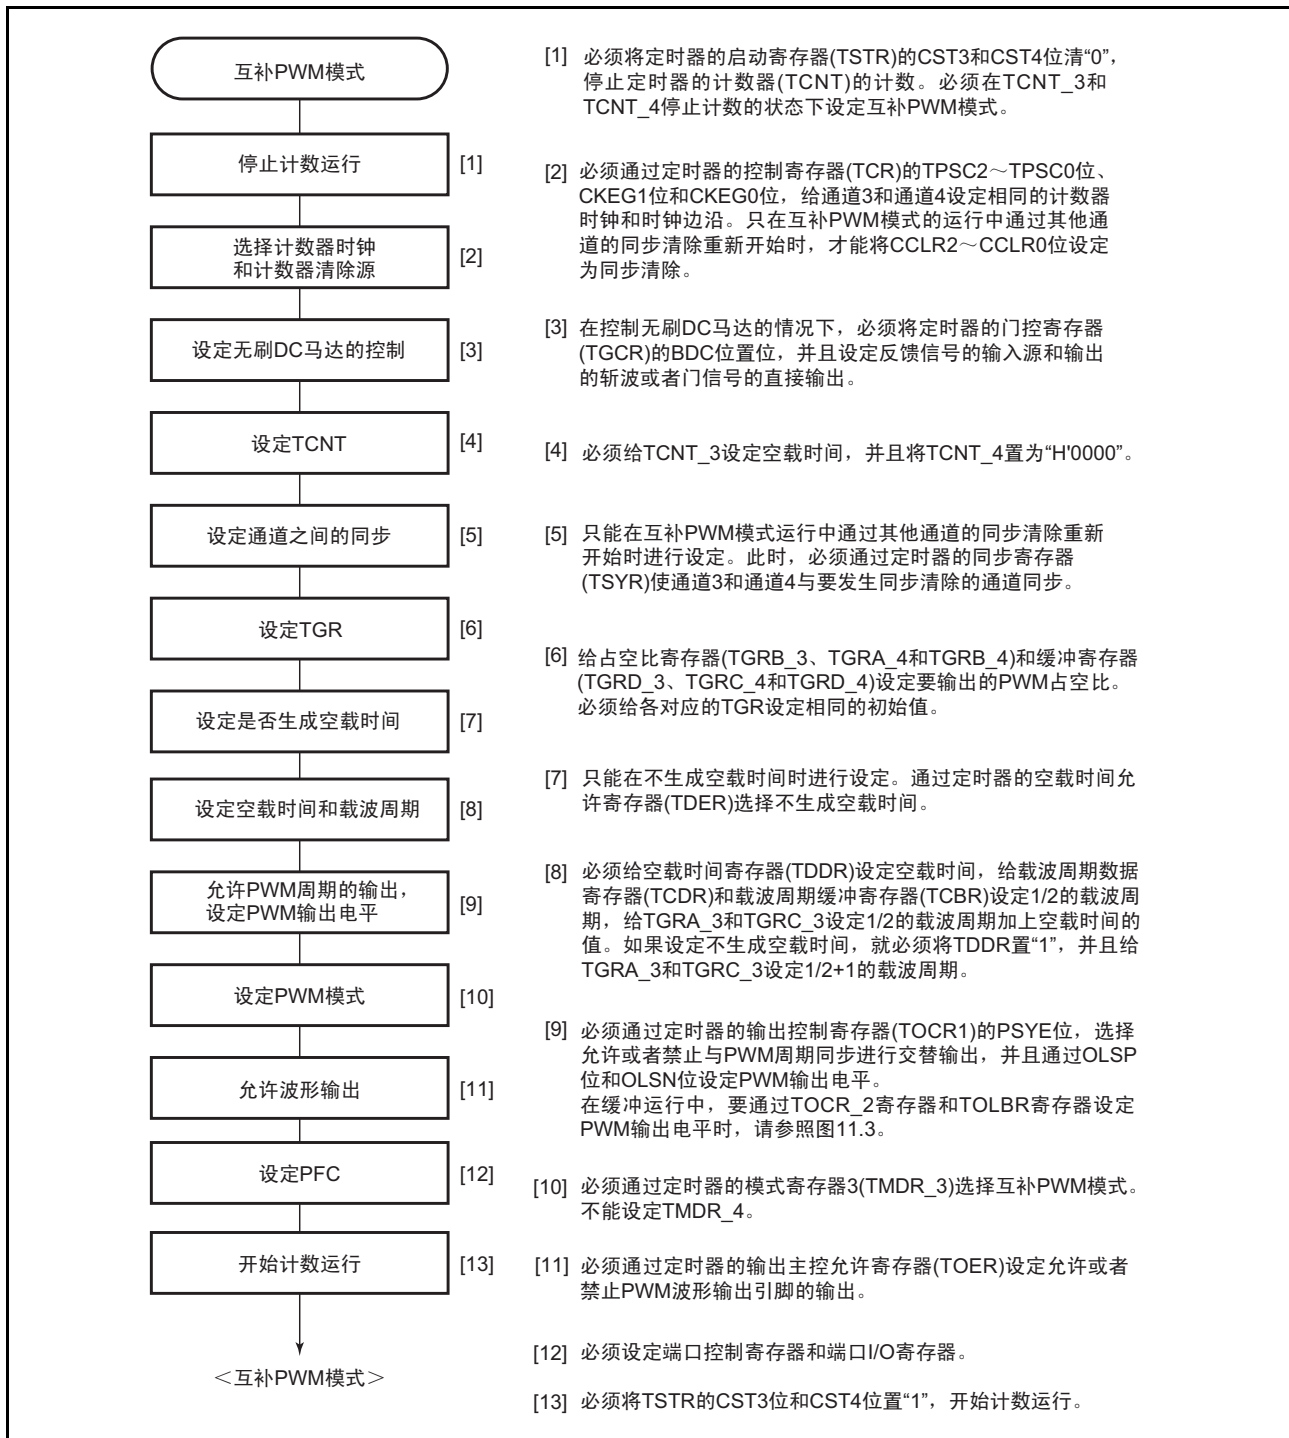 互补PWM模式
停止计数运行 [1]
选择计数器时钟
和计数器清除源 [2]
设定无刷DC马达的控制 [3]
设定TCNT [4]
设定通道之间的同步 [5]
设定TGR [6]
设定是否生成空载时间 [7]
设定空载时间和载波周期 [8]
允许PWM周期的输出，
设定PWM输出电平 [9]
设定PWM模式 [10]
允许波形输出 [11]
设定PFC [12]
开始计数运行 [13]
＜互补PWM模式＞
[1] 必须将定时器的启动寄存器(TSTR)的CST3和CST4位清“0”，
停止定时器的计数器(TCNT)的计数。必须在TCNT_3和
TCNT_4停止计数的状态下设定互补PWM模式。
[2] 必须通过定时器的控制寄存器(TCR)的TPSC2～TPSC0位、
CKEG1位和CKEG0位，给通道3和通道4设定相同的计数器
时钟和时钟边沿。只在互补PWM模式的运行中通过其他通
道的同步清除重新开始时，才能将CCLR2～CCLR0位设定
为同步清除。
[3] 在控制无刷DC马达的情况下，必须将定时器的门控寄存器
(TGCR)的BDC位置位，并且设定反馈信号的输入源和输出
的斩波或者门信号的直接输出。
[4] 必须给TCNT_3设定空载时间，并且将TCNT_4置为“H'0000”。
[5] 只能在互补PWM模式运行中通过其他通道的同步清除重新
开始时进行设定。此时，必须通过定时器的同步寄存器
(TSYR)使通道3和通道4与要发生同步清除的通道同步。
[6] 给占空比寄存器(TGRB_3、TGRA_4和TGRB_4)和缓冲寄存器
(TGRD_3、TGRC_4和TGRD_4)设定要输出的PWM占空比。
必须给各对应的TGR设定相同的初始值。
[7] 只能在不生成空载时间时进行设定。通过定时器的空载时间允
许寄存器(TDER)选择不生成空载时间。
[8] 必须给空载时间寄存器(TDDR)设定空载时间，给载波周期数据
寄存器(TCDR)和载波周期缓冲寄存器(TCBR)设定1/2的载波周
期，给TGRA_3和TGRC_3设定1/2的载波周期加上空载时间的
值。如果设定不生成空载时间，就必须将TDDR置“1”，并且给
TGRA_3和TGRC_3设定1/2+1的载波周期。
[9] 必须通过定时器的输出控制寄存器(TOCR1)的PSYE位，选择
允许或者禁止与PWM周期同步进行交替输出，并且通过OLSP
位和OLSN位设定PWM输出电平。
在缓冲运行中，要通过TOCR_2寄存器和TOLBR寄存器设定
PWM输出电平时，请参照图11.3。
[10] 必须通过定时器的模式寄存器3(TMDR_3)选择互补PWM模式。
不能设定TMDR_4。
[11] 必须通过定时器的输出主控允许寄存器(TOER)设定允许或者
禁止PWM波形输出引脚的输出。
[12] 必须设定端口控制寄存器和端口I/O寄存器。
[13] 必须将TSTR的CST3位和CST4位置“1”，开始计数运行。